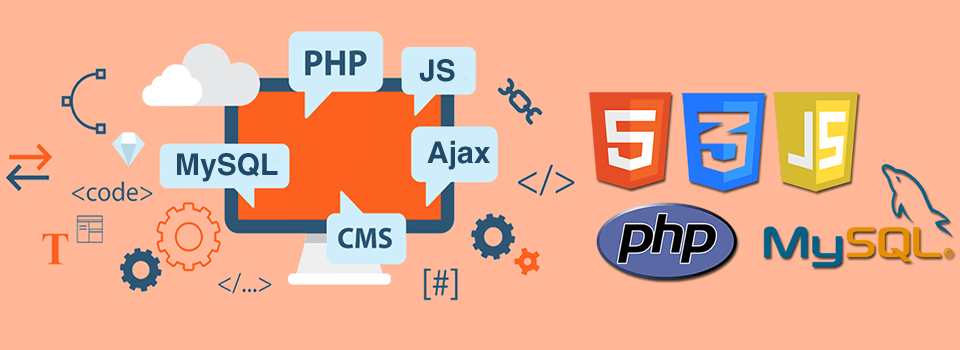 PHP
JS
MySQL
Ajax
<code>
</>
T
CMS
</...>
[#]
5
3
JS
php
MySQL®